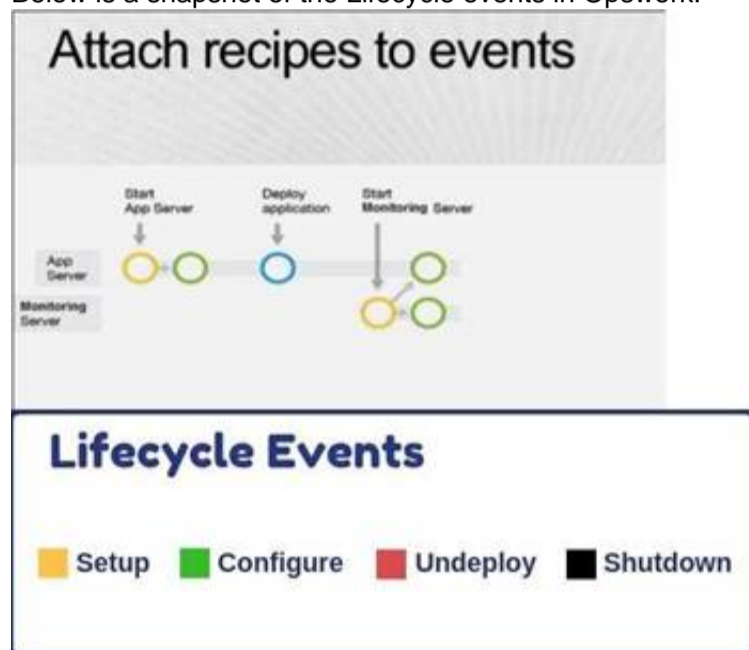 Below is a snapshot of the Lifecycle events in Opswork.
Attach recipes to events
Start
App Server
Deploy
application
Start
Monitoring Server
App
Server
Monitoring
Server
Lifecycle Events
Setup Configure Undeploy Shutdown